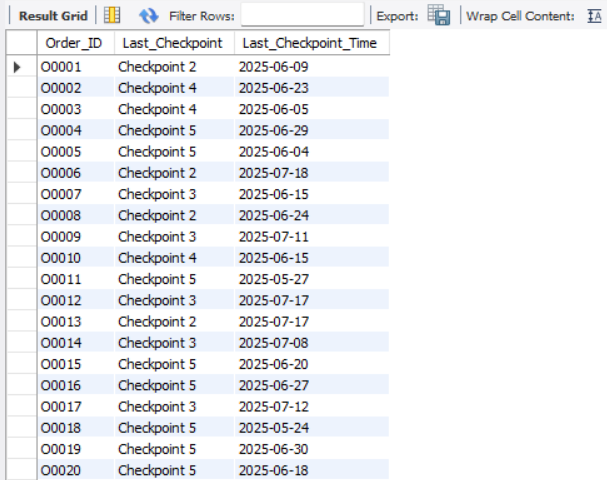 Result Grid Filter Rows: Export: Wrap Cell Content: IA
Order_ID Last_Checkpoint Last_Checkpoint_Time
O0001 Checkpoint 2 2025-06-09
O0002 Checkpoint 4 2025-06-23
O0003 Checkpoint 4 2025-06-05
O0004 Checkpoint 5 2025-06-29
O0005 Checkpoint 5 2025-06-04
O0006 Checkpoint 2 2025-07-18
O0007 Checkpoint 3 2025-06-15
O0008 Checkpoint 2 2025-06-24
O0009 Checkpoint 3 2025-07-11
O0010 Checkpoint 4 2025-06-15
O0011 Checkpoint 5 2025-05-27
O0012 Checkpoint 3 2025-07-17
O0013 Checkpoint 2 2025-07-17
O0014 Checkpoint 3 2025-07-08
O0015 Checkpoint 5 2025-06-20
O0016 Checkpoint 5 2025-06-27
O0017 Checkpoint 3 2025-07-12
O0018 Checkpoint 5 2025-05-24
O0019 Checkpoint 5 2025-06-30
O0020 Checkpoint 5 2025-06-18